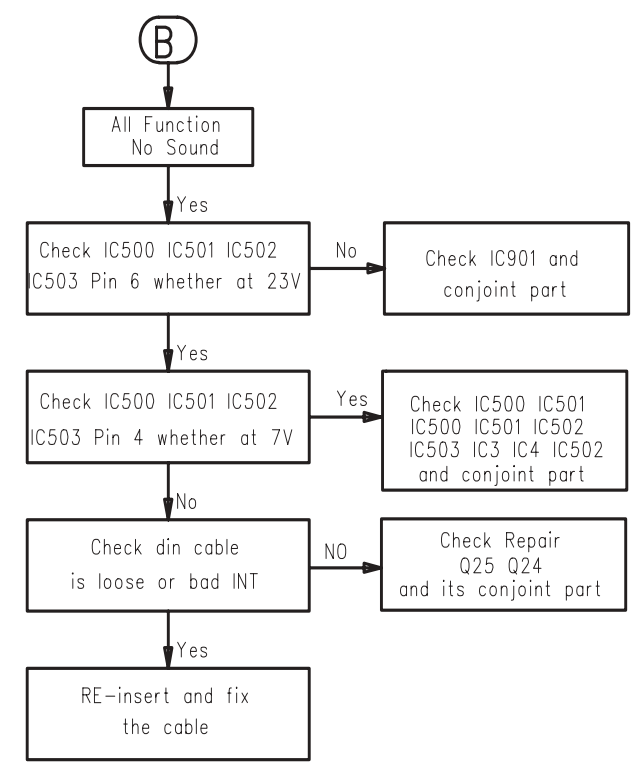 B
All Function
No Sound
Yes
Check IC500 IC501 IC502
IC503 Pin 6 whether at 23V
No
Check IC901 and
conjoint part
Yes
Check IC500 IC501 IC502
IC503 Pin 4 whether at 7V
Yes
Check IC500 IC501
IC500 IC501 IC502
IC503 IC3 IC4 IC502
and conjoint part
No
Check din cable
is loose or bad INT
NO
Check Repair
Q25 Q24
and its conjoint part
Yes
RE-insert and fix
the cable